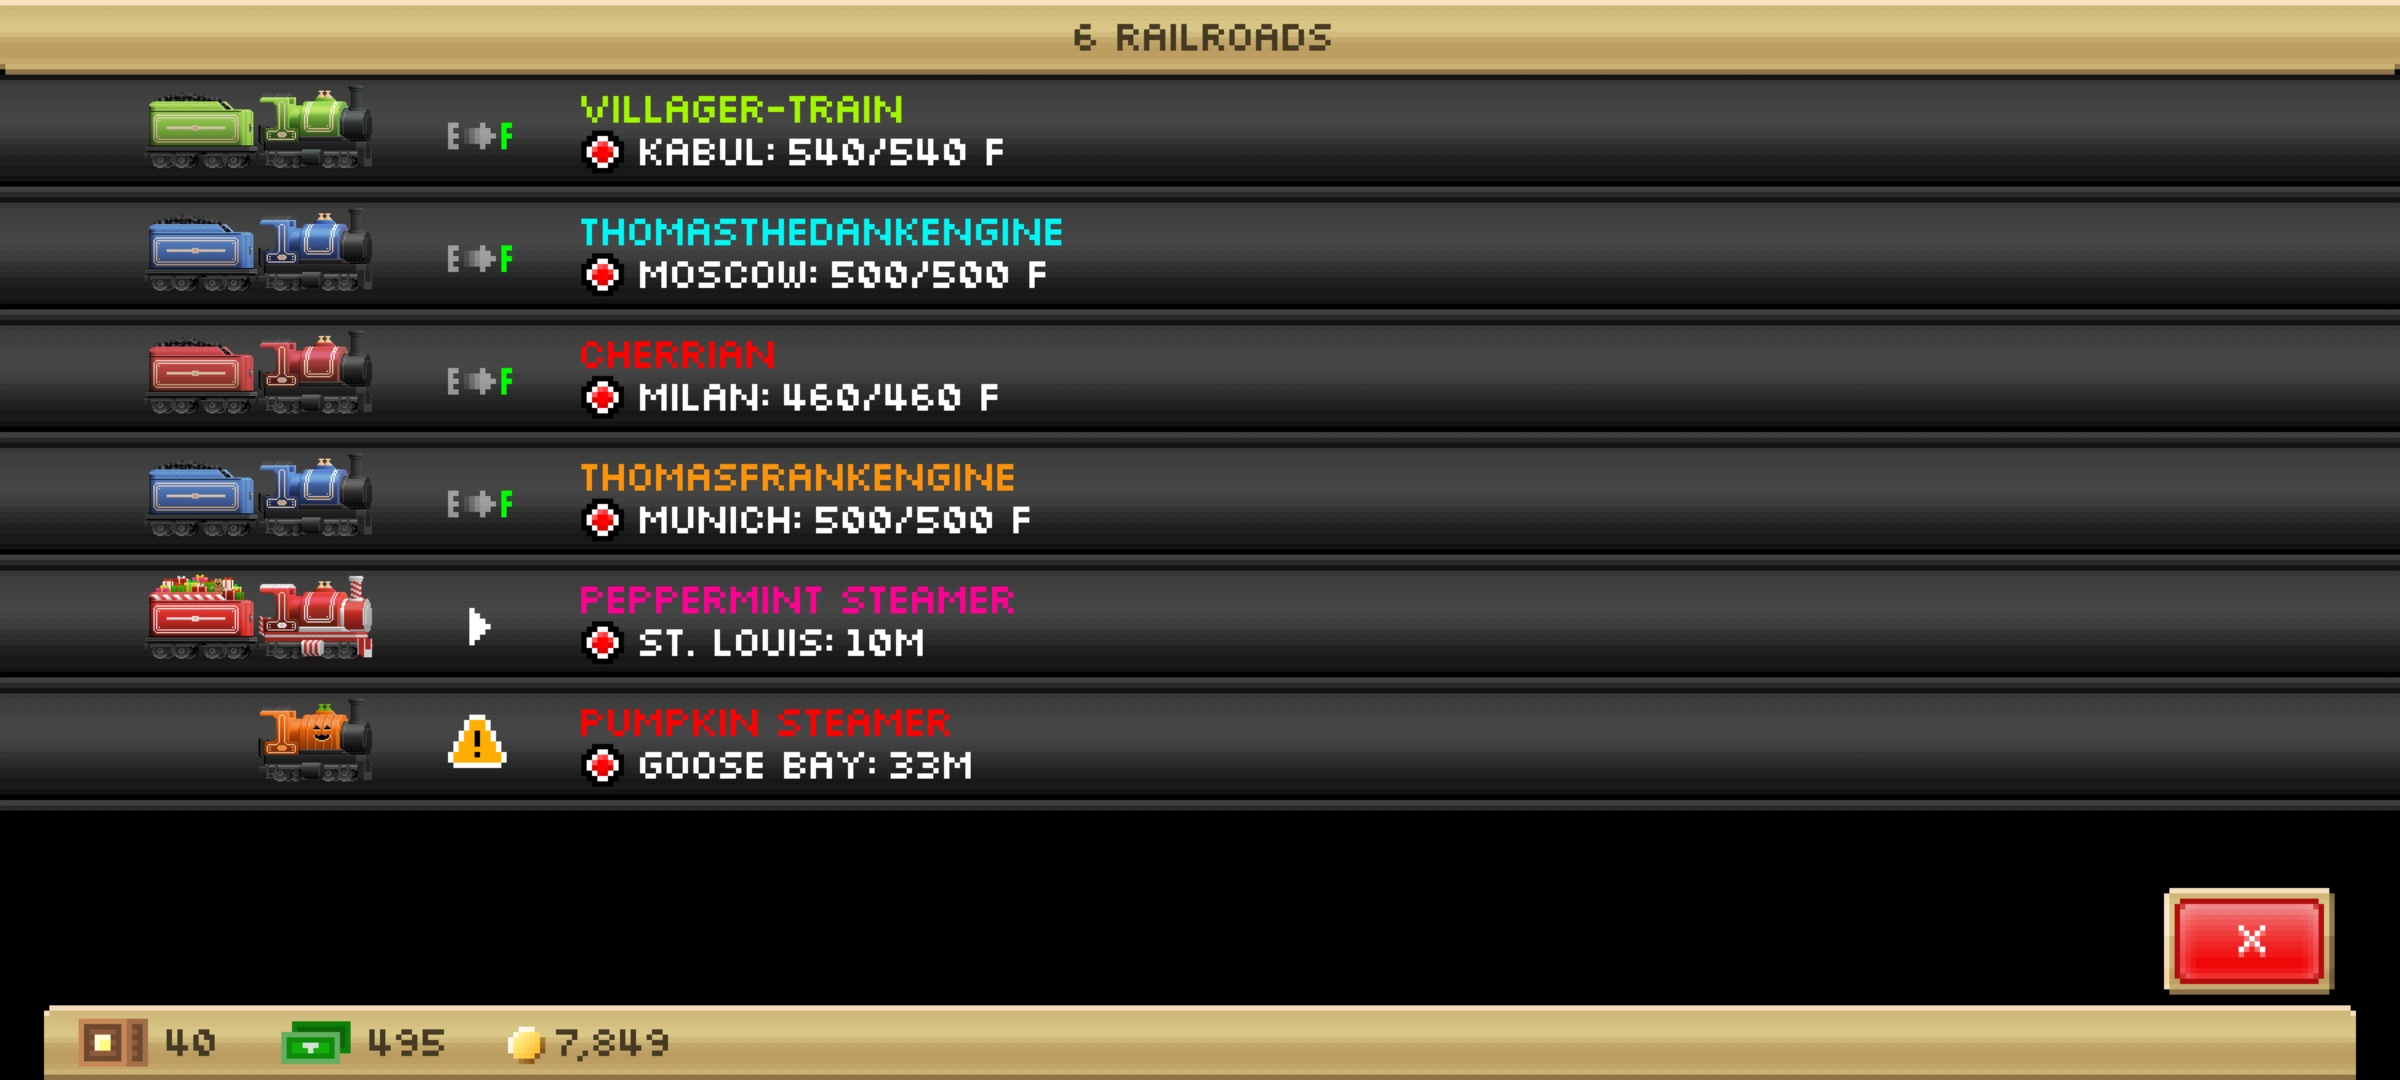 6 RAILROADS
VILLAGER-TRAIN
E F
KABUL: 540/540 F
THOMASTHEDANKENGINE
E F
MOSCOW: 500/500 F
CHERRIAN
E F
MILAN: 460/460 F
THOMASFRANKENGINE
E F
MUNICH: 500/500 F
PEPPERMINT STEAMER
ST. LOUIS: 10M
PUMPKIN STEAMER
!
GOOSE BAY: 33M
X
40 495 7,849